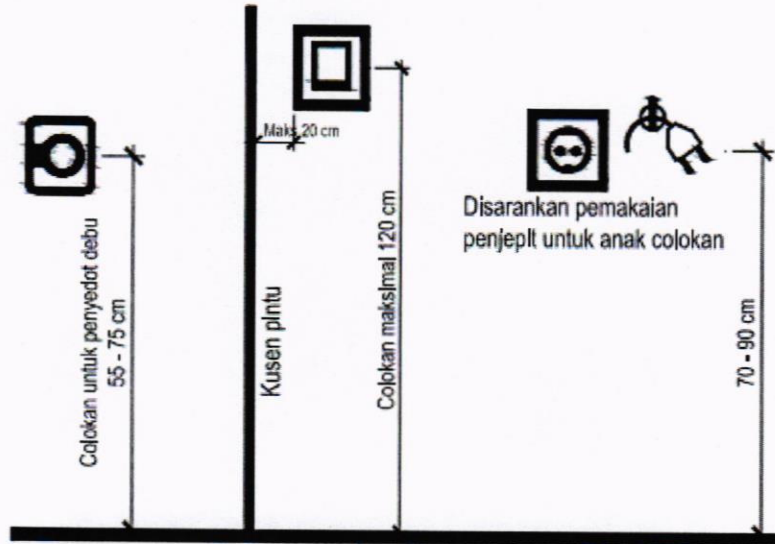 Colokan untuk penyedot debu
55 - 75 cm
Maks 20 cm
Kusen pintu
Colokan maksimal 120 cm
Disarankan pemakaian
penjepit untuk anak colokan
70 - 90 cm